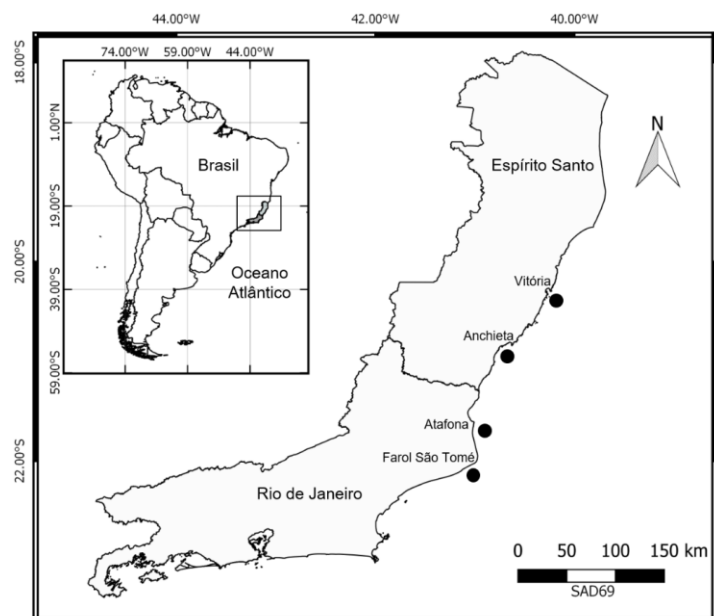 44.00°W 42.00°W 40.00°W
18.00°S
74.00°W 59.00°W 44.00°W
1.00°N
Brasil
19.00°S
Oceano
Atlântico
39.00°S
59.00°S
Espírito Santo
N
20.00°S
Vitória
Anchieta
Atafona
22.00°S
Farol São Tomé
Rio de Janeiro
0 50 100 150 km
SAD69